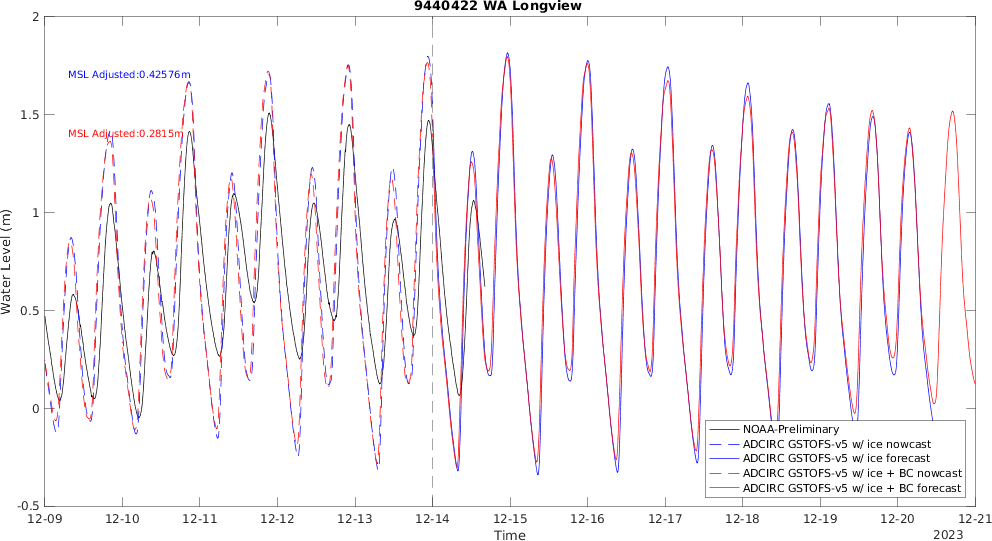 9440422 WA Longview
2
1.5
1
0.5
0
-0.5
Water Level (m)
MSL Adjusted:0.42576m
MSL Adjusted:0.2815m
NOAA-Preliminary
ADCIRC GSTOFS-v5 w/ ice nowcast
ADCIRC GSTOFS-v5 w/ ice forecast
ADCIRC GSTOFS-v5 w/ ice + BC nowcast
ADCIRC GSTOFS-v5 w/ ice + BC forecast
12-09 12-10 12-11 12-12 12-13 12-14 12-15 12-16 12-17 12-18 12-19 12-20 12-21
Time
2023